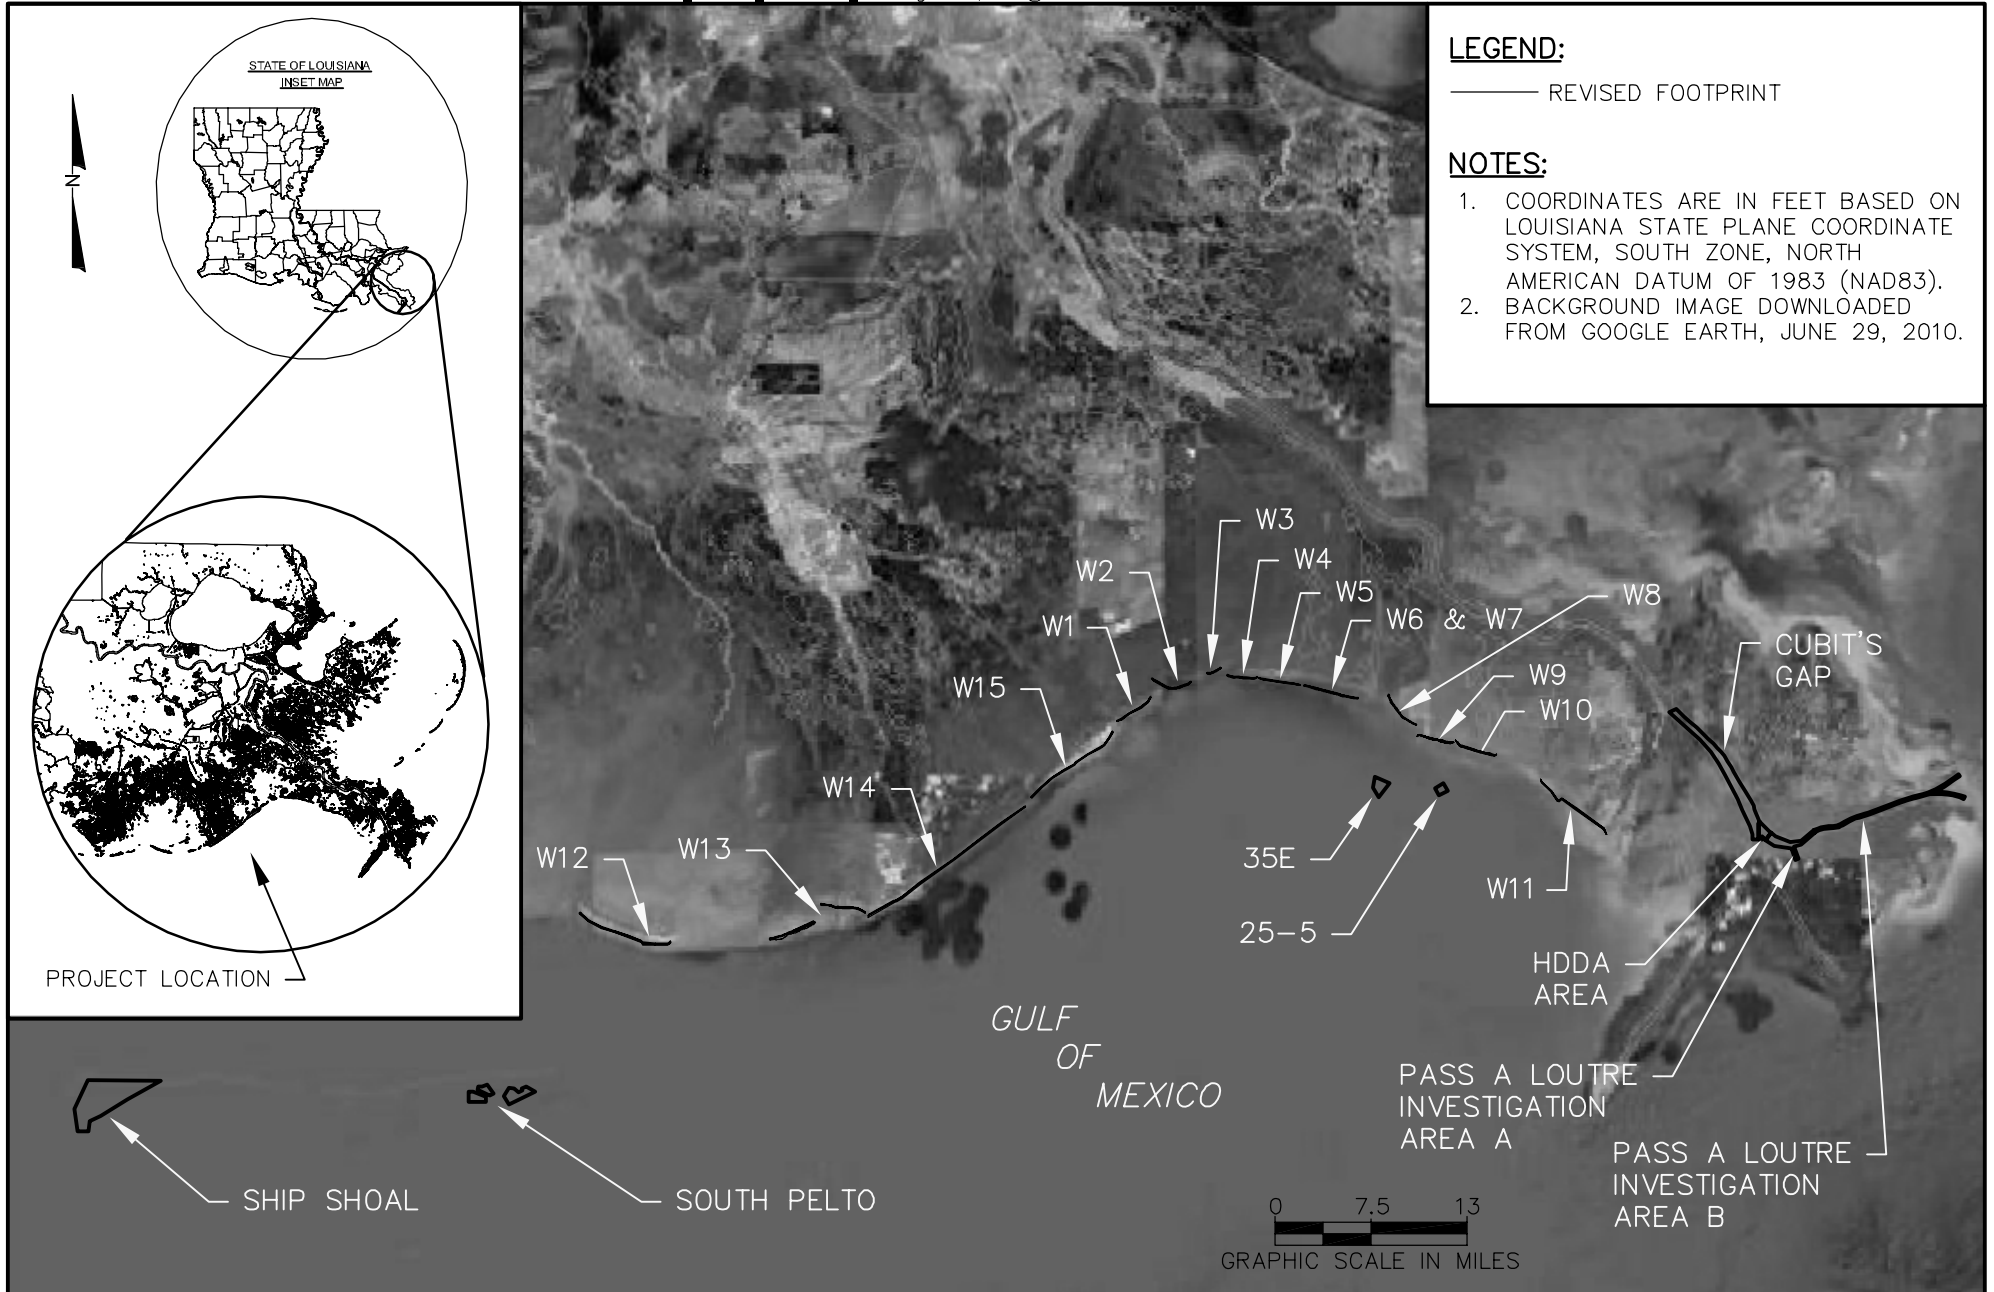 STATE OF LOUISIANA
INSET MAP
N
PROJECT LOCATION
LEGEND:
REVISED FOOTPRINT
NOTES:
1. COORDINATES ARE IN FEET BASED ON
LOUISIANA STATE PLANE COORDINATE
SYSTEM, SOUTH ZONE, NORTH
AMERICAN DATUM OF 1983 (NAD83).
2. BACKGROUND IMAGE DOWNLOADED
FROM GOOGLE EARTH, JUNE 29, 2010.
W3
W4
W2
W5
W8
W6 & W7
W1
CUBIT'S
GAP
W9
W15
W10
W14
W13
W12
35E
W11
25-5
HDDA
AREA
GULF
OF
MEXICO
PASS A LOUTRE
INVESTIGATION
AREA A
PASS A LOUTRE
INVESTIGATION
AREA B
SHIP SHOAL
SOUTH PELTO
0 7.5 13
GRAPHIC SCALE IN MILES